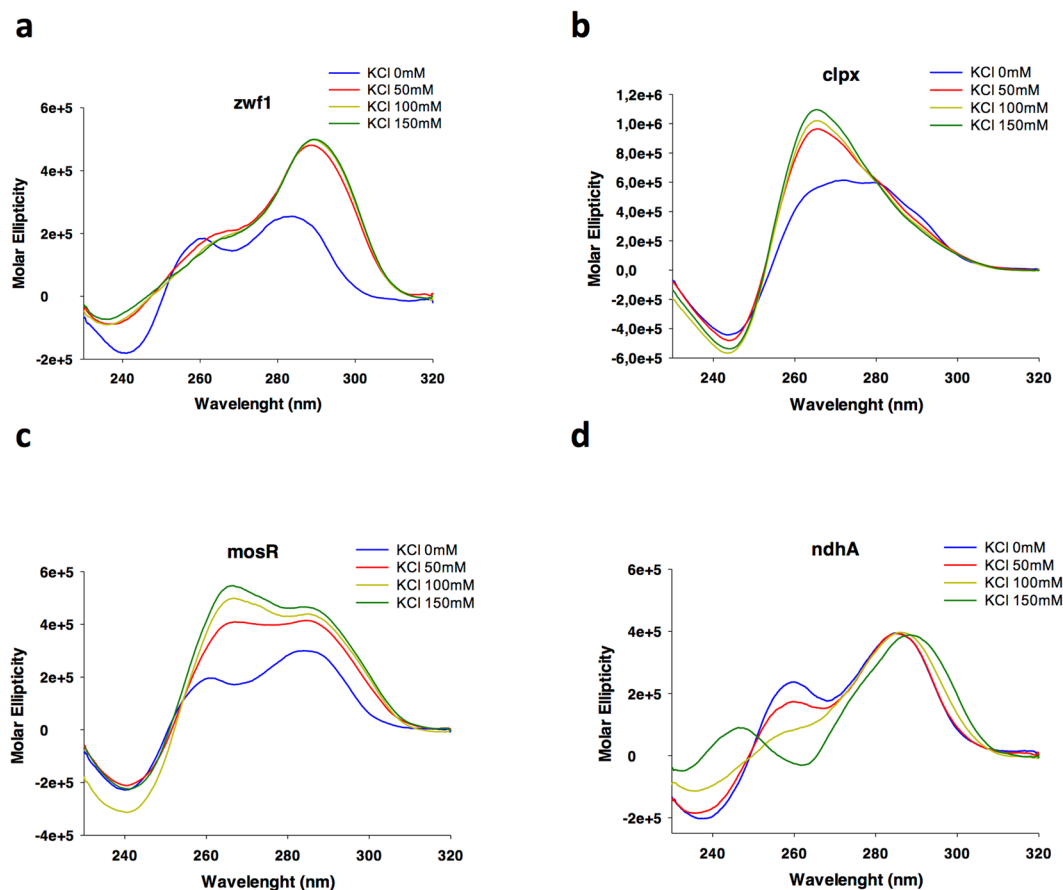 a
zwf1
KCl 0mM
KCl 50mM
KCl 100mM
KCl 150mM
6e+5
4e+5
2e+5
0
-2e+5
Molar Ellipticity
240 260 280 300 320
Wavelenght (nm)
b
clpx
KCl 0mM
KCl 50mM
KCl 100mM
KCl 150mM
1,2e+6
1,0e+6
8,0e+5
6,0e+5
4,0e+5
2,0e+5
0,0
-2,0e+5
-4,0e+5
-6,0e+5
Molar Ellipticity
240 260 280 300 320
Wavelenght (nm)
c
mosR
KCl 0mM
KCl 50mM
KCl 100mM
KCl 150mM
6e+5
4e+5
2e+5
0
-2e+5
-4e+5
Molar Ellipticity
240 260 280 300 320
Wavelenght (nm)
d
ndhA
KCl 0mM
KCl 50mM
KCl 100mM
KCl 150mM
6e+5
4e+5
2e+5
0
-2e+5
Molar Ellipticity
240 260 280 300 320
Wavelenght (nm)